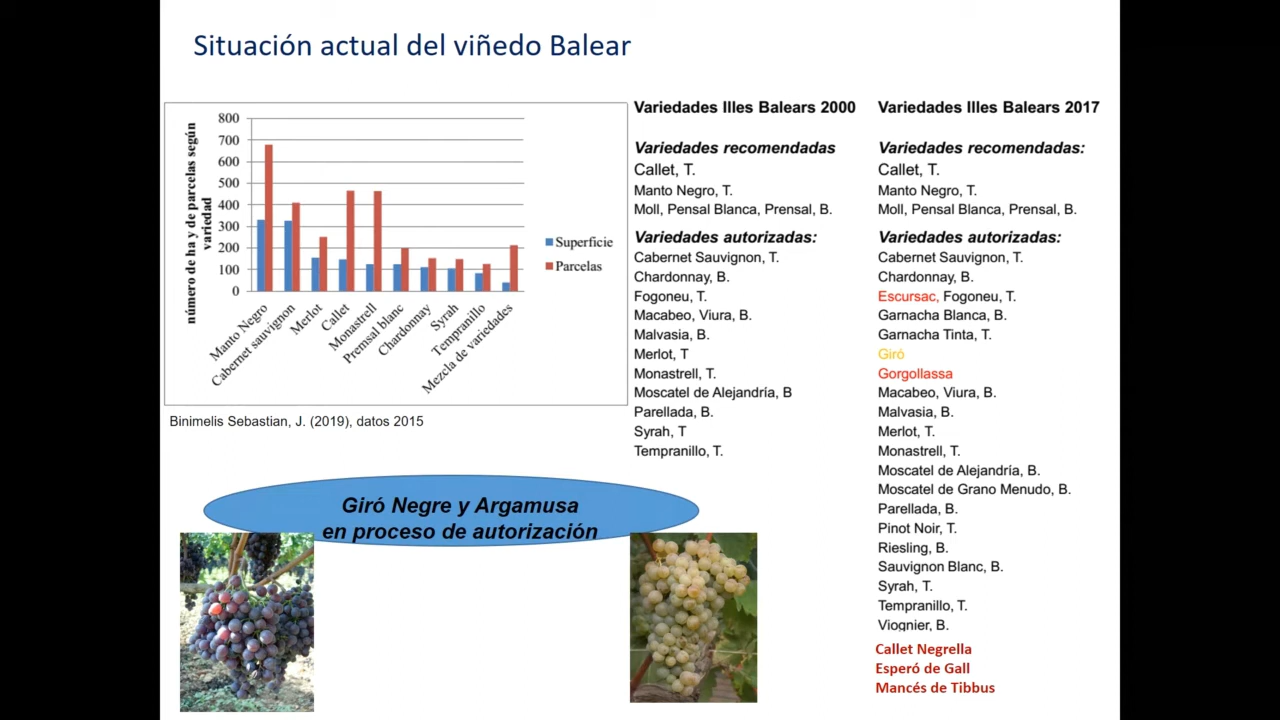 Situación actual del viñedo Balear
número de ha y de parcelas según
variedad
800
700
600
500
400
300
200
100
0
Manto Negro
Cabernet sauvignon
Merlot
Callet
Monastrell
Premsal blanc
Chardonnay
Syrah
Tempranillo
Mezcla de variedades
Superficie
Parcelas
Binimelis Sebastian, J. (2019), datos 2015
Variedades Illes Balears 2000
Variedades recomendadas
Callet, T.
Manto Negro, T.
Moll, Pensal Blanca, Prensal, B.
Variedades autorizadas:
Cabernet Sauvignon, T.
Chardonnay, B.
Fogoneu, T.
Macabeo, Viura, B.
Malvasia, B.
Merlot, T
Monastrell, T.
Moscatel de Alejandría, B
Parellada, B.
Syrah, T
Tempranillo, T.
Variedades Illes Balears 2017
Variedades recomendadas:
Callet, T.
Manto Negro, T.
Moll, Pensal Blanca, Prensal, B.
Variedades autorizadas:
Cabernet Sauvignon, T.
Chardonnay, B.
Escursac, Fogoneu, T.
Garnacha Blanca, B.
Garnacha Tinta, T.
Giró
Gorgollassa
Macabeo, Viura, B.
Malvasía, B.
Merlot, T.
Monastrell, T.
Moscatel de Alejandría, B.
Moscatel de Grano Menudo, B.
Parellada, B.
Pinot Noir, T.
Riesling, B.
Sauvignon Blanc, B.
Syrah, T.
Tempranillo, T.
Viognier, B.
Callet Negrella
Esperó de Gall
Mancés de Tibbus
Giró Negre y Argamusa
en proceso de autorización